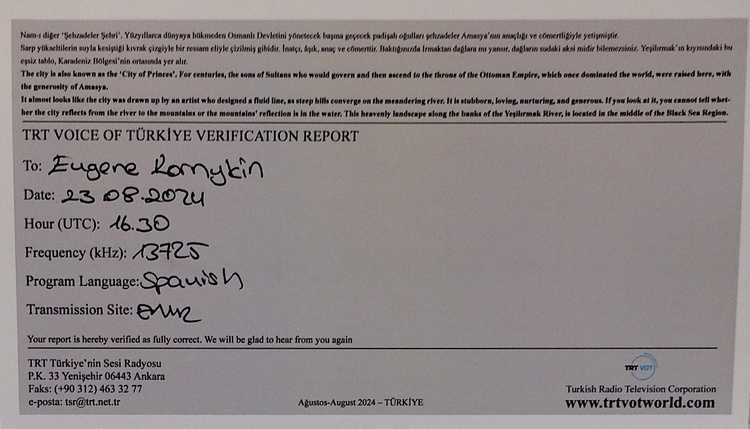 Nam-ı diğer 'Şehzadeler Şehri'. Yüzyıllarca dünyaya hükmeden Osmanlı Devletini yönetecek başına geçecek padişah oğulları şehzadeler Amasya'nın anaçlığı ve cömertliğiyle yetişmiştir.
Sarp yükseltilerin suyla kesiştiği kıvrak çizgiyle bir ressam eliyle çizilmiş gibidir. İnatçı, âşık, anaç ve cömerttir. Baktığınızda Irmaktan dağlara mı yansır, dağların sudaki aksi midir bilemezsiniz. Yeşilırmak'ın kıyısındaki bu
eşsiz tablo, Karadeniz Bölgesi'nin ortasında yer alır.
The city is also known as the 'City of Princes'. For centuries, the sons of Sultans who would govern and then ascend to the throne of the Ottoman Empire, which once dominated the world, were raised here, with
the generosity of Amasya.
It almost looks like the city was drawn up by an artist who designed a fluid line, as steep hills converge on the meandering river. It is stubborn, loving, nurturing, and generous. If you look at it, you cannot tell whet-
her the city reflects from the river to the mountains or the mountains' reflection is in the water. This heavenly landscape along the banks of the Yeşilırmak River, is located in the middle of the Black Sea Region.
TRT VOICE OF TÜRKİYE VERIFICATION REPORT
To: Eugene Romykin
Date: 23 08.2024
Hour (UTC): 16.30
Frequency (kHz): 13725
Program Language: Spanish
Transmission Site: EMR
Your report is hereby verified as fully correct. We will be glad to hear from you again
TRT Türkiye'nin Sesi Radyosu
P.K. 33 Yenişehir 06443 Ankara
Faks: (+90 312) 463 32 77
e-posta: tsr@trt.net.tr
Ağustos-August 2024 – TÜRKİYE
TRT VOT
Turkish Radio Television Corporation
www.trtvotworld.com